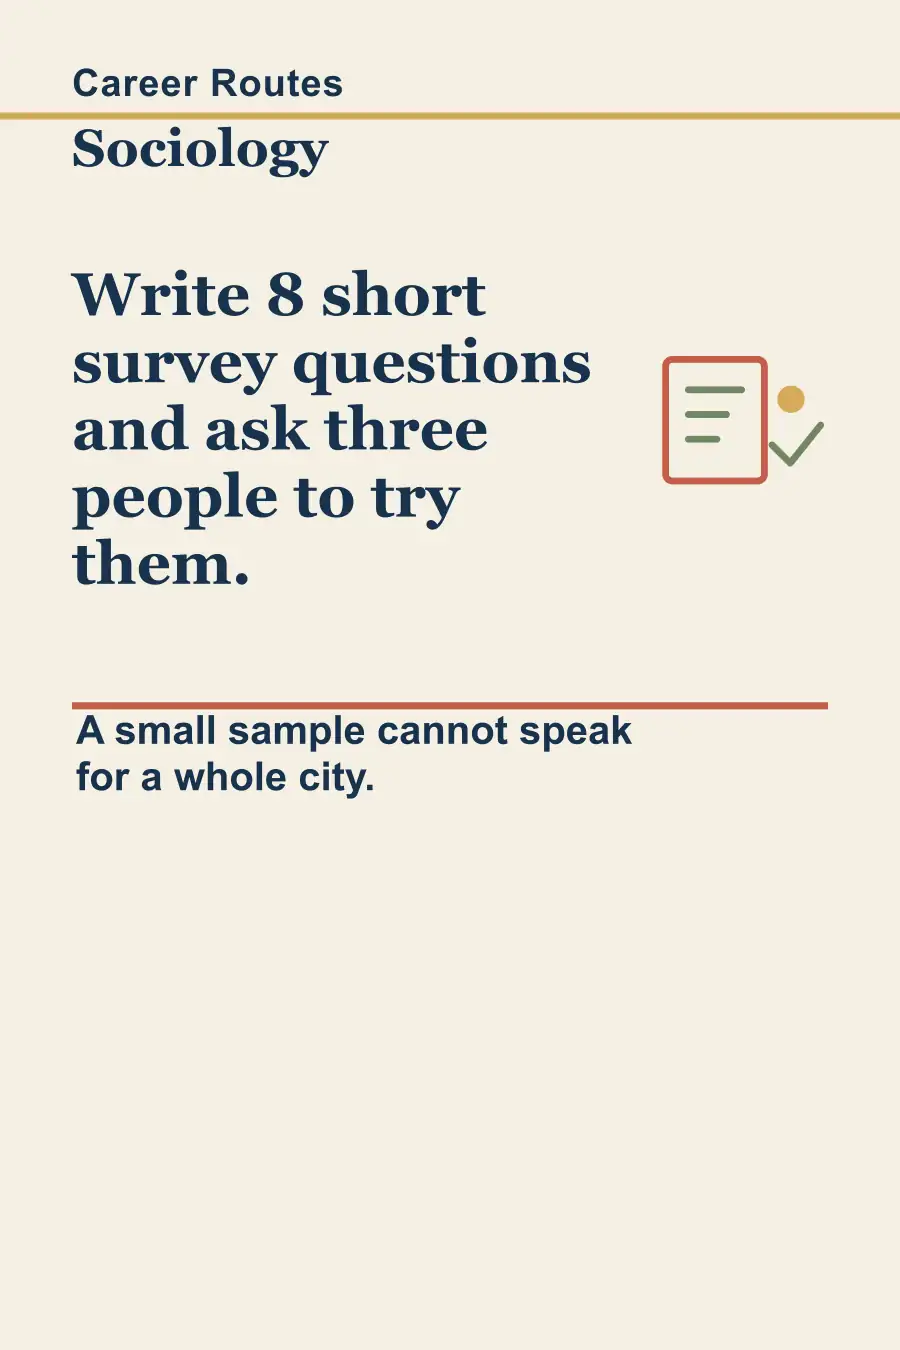 Career Routes
Sociology
Write 8 short
survey questions
and ask three
people to try
them.
A small sample cannot speak
for a whole city.